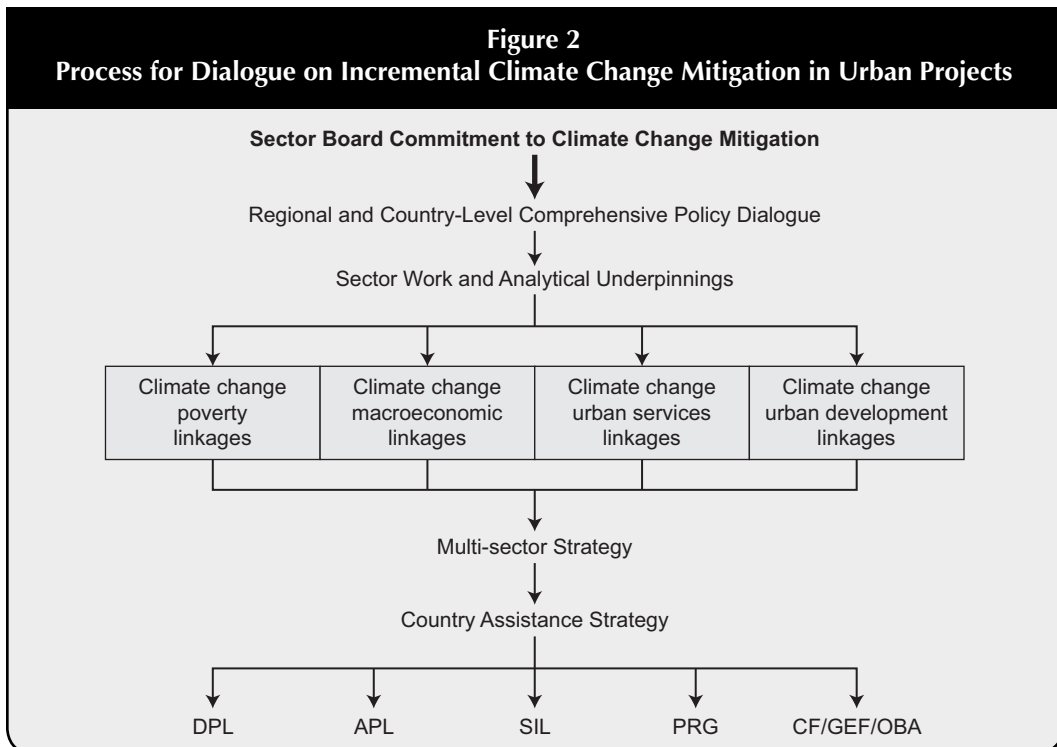 Figure 2
Process for Dialogue on Incremental Climate Change Mitigation in Urban Projects
Sector Board Commitment to Climate Change Mitigation
Regional and Country-Level Comprehensive Policy Dialogue
Sector Work and Analytical Underpinnings
Climate change
poverty
linkages
Climate change
macroeconomic
linkages
Climate change
urban services
linkages
Climate change
urban development
linkages
Multi-sector Strategy
Country Assistance Strategy
DPL APL SIL PRG CF/GEF/OBA